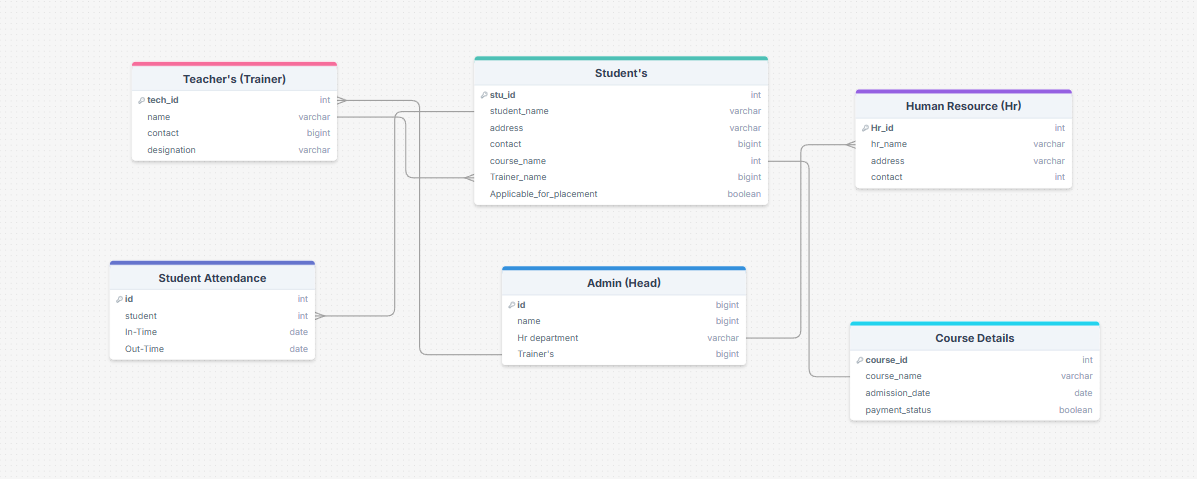 Teacher's (Trainer)
tech_id int
name varchar
contact bigint
designation varchar
Student's
stu_id int
student_name varchar
address varchar
contact bigint
course_name int
Trainer_name bigint
Applicable_for_placement boolean
Human Resource (Hr)
Hr_id int
hr_name varchar
address varchar
contact int
Student Attendance
id int
student int
In-Time date
Out-Time date
Admin (Head)
id bigint
name bigint
Hr department varchar
Trainer's bigint
Course Details
course_id int
course_name varchar
admission_date date
payment_status boolean